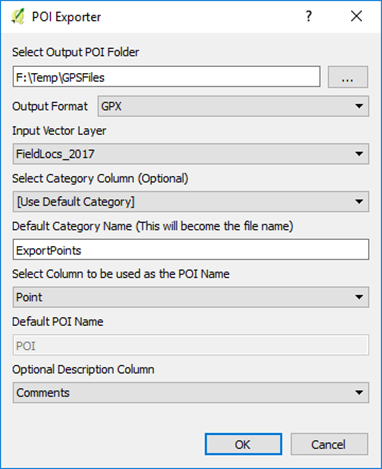 POI Exporter
?
Select Output POI Folder
F:\Temp\GPSFiles
...
Output Format GPX
Input Vector Layer
FieldLocs_2017
Select Category Column (Optional)
[Use Default Category]
Default Category Name (This will become the file name)
ExportPoints
Select Column to be used as the POI Name
Point
Default POI Name
POI
Optional Description Column
Comments
OK Cancel